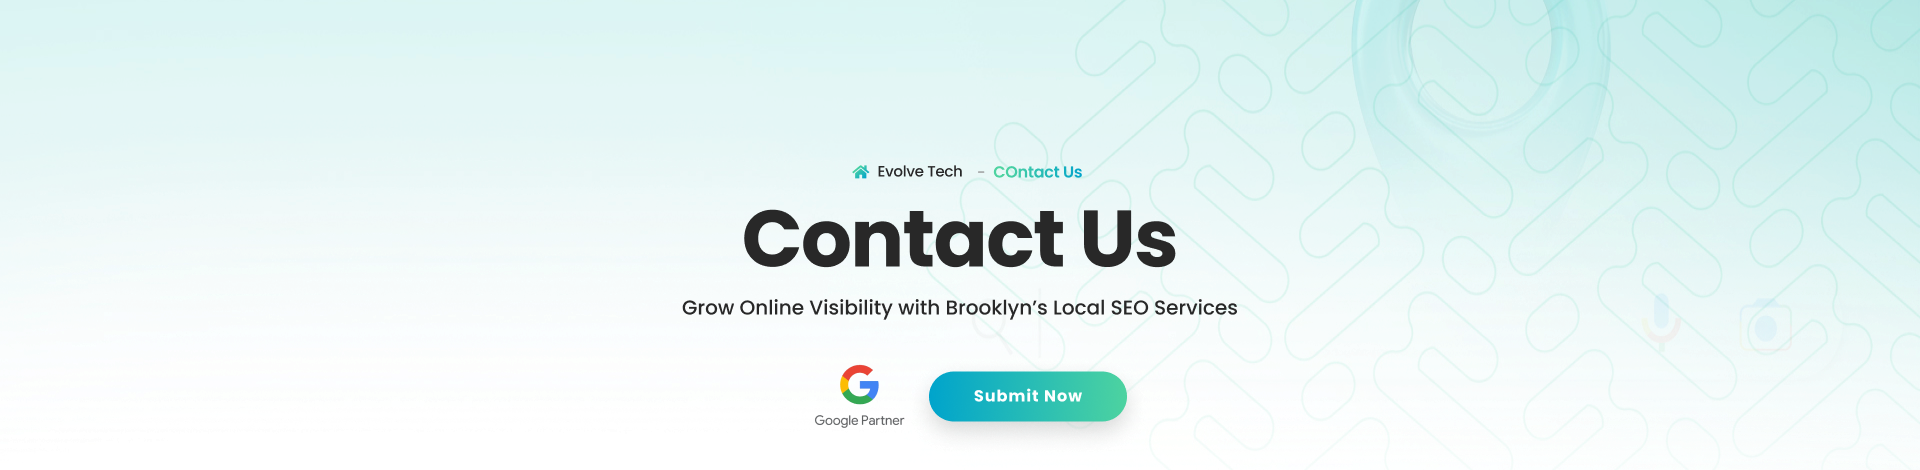 Evolve Tech – COntact Us
Contact Us
Grow Online Visibility with Brooklyn’s Local SEO Services
Google Partner
Submit Now